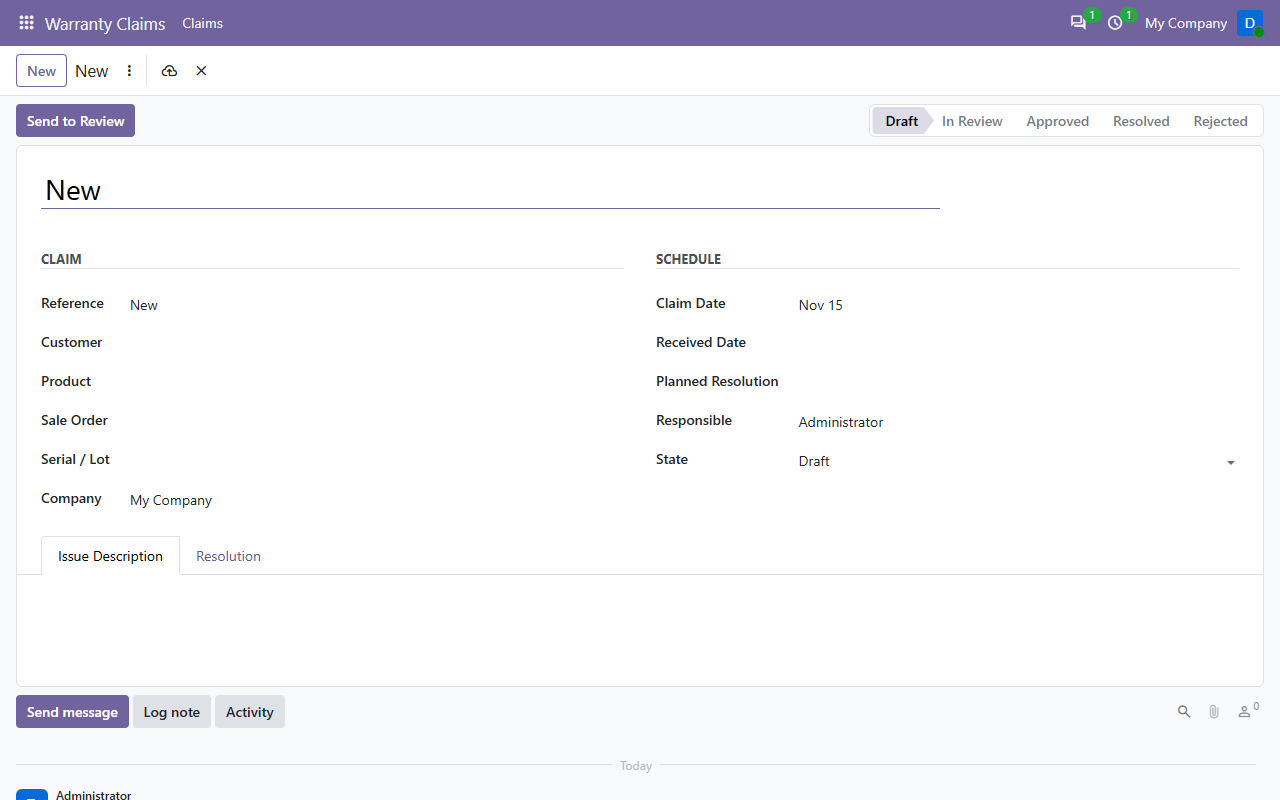 Warranty Claims Claims 1 1 My Company D
New New
Send to Review Draft In Review Approved Resolved Rejected
New
CLAIM
Reference New
Customer
Product
Sale Order
Serial / Lot
Company My Company
SCHEDULE
Claim Date Nov 15
Received Date
Planned Resolution
Responsible Administrator
State Draft
Issue Description Resolution
Send message Log note Activity 0
Today
Administrator